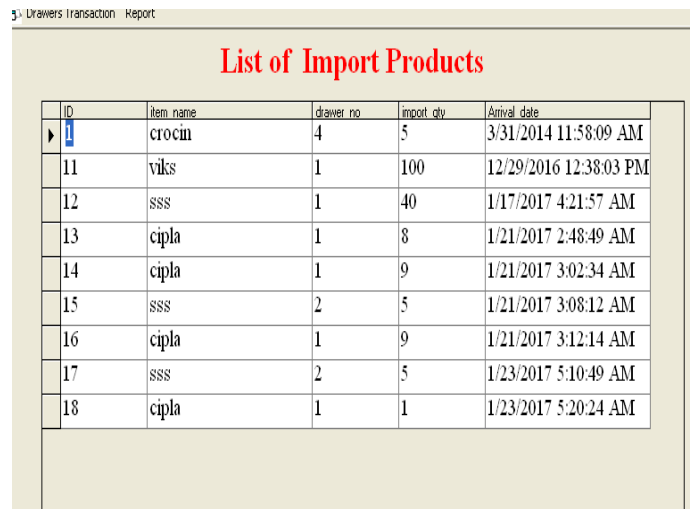 Drawers Transaction Report
List of Import Products
ID item_name drawer_no import_qty Arrival_date
1 crocin 4 5 3/31/2014 11:58:09 AM
11 viks 1 100 12/29/2016 12:38:03 PM
12 sss 1 40 1/17/2017 4:21:57 AM
13 cipla 1 8 1/21/2017 2:48:49 AM
14 cipla 1 9 1/21/2017 3:02:34 AM
15 sss 2 5 1/21/2017 3:08:12 AM
16 cipla 1 9 1/21/2017 3:12:14 AM
17 sss 2 5 1/23/2017 5:10:49 AM
18 cipla 1 1 1/23/2017 5:20:24 AM